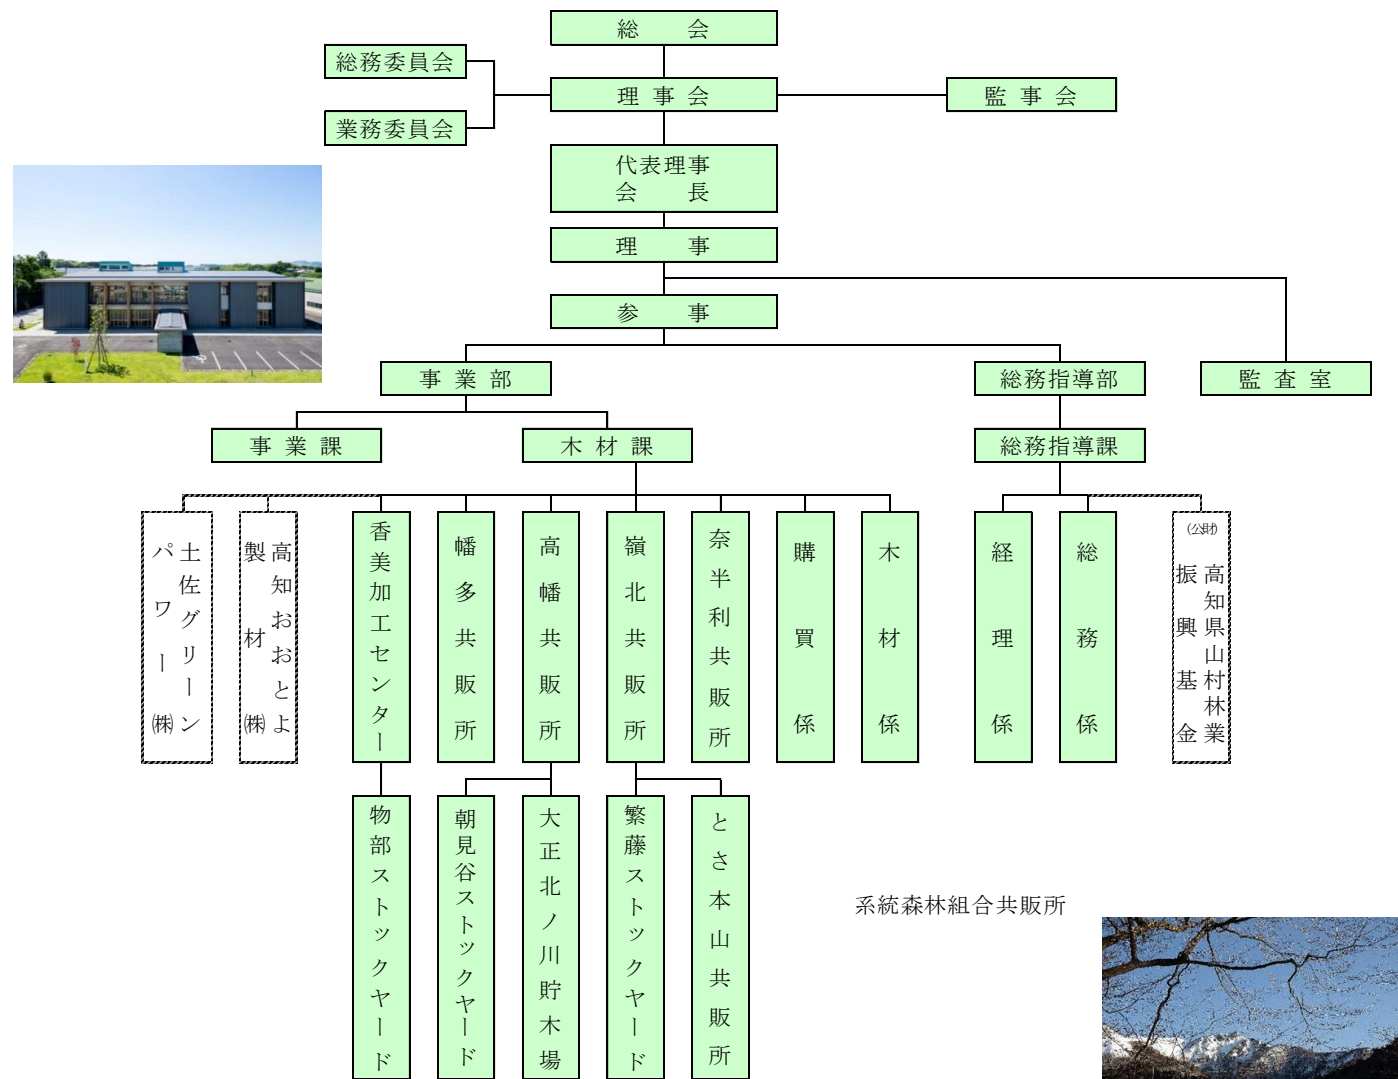 総会
総務委員会
理事会
監事会
業務委員会
代表理事
会長
理事
参事
事業部
総務指導部
監査室
事業課
木材課
総務指導課
土佐グリーン
パワー㈱
高知おおとよ
製材㈱
香美加工センター
幡多共販所
高幡共販所
嶺北共販所
奈半利共販所
購買係
木材係
経理係
総務係
(公財)
高知県山村林業
振興基金
物部ストックヤード
朝見谷ストックヤード
大正北ノ川貯木場
繁藤ストックヤード
とさ本山共販所
系統森林組合共販所